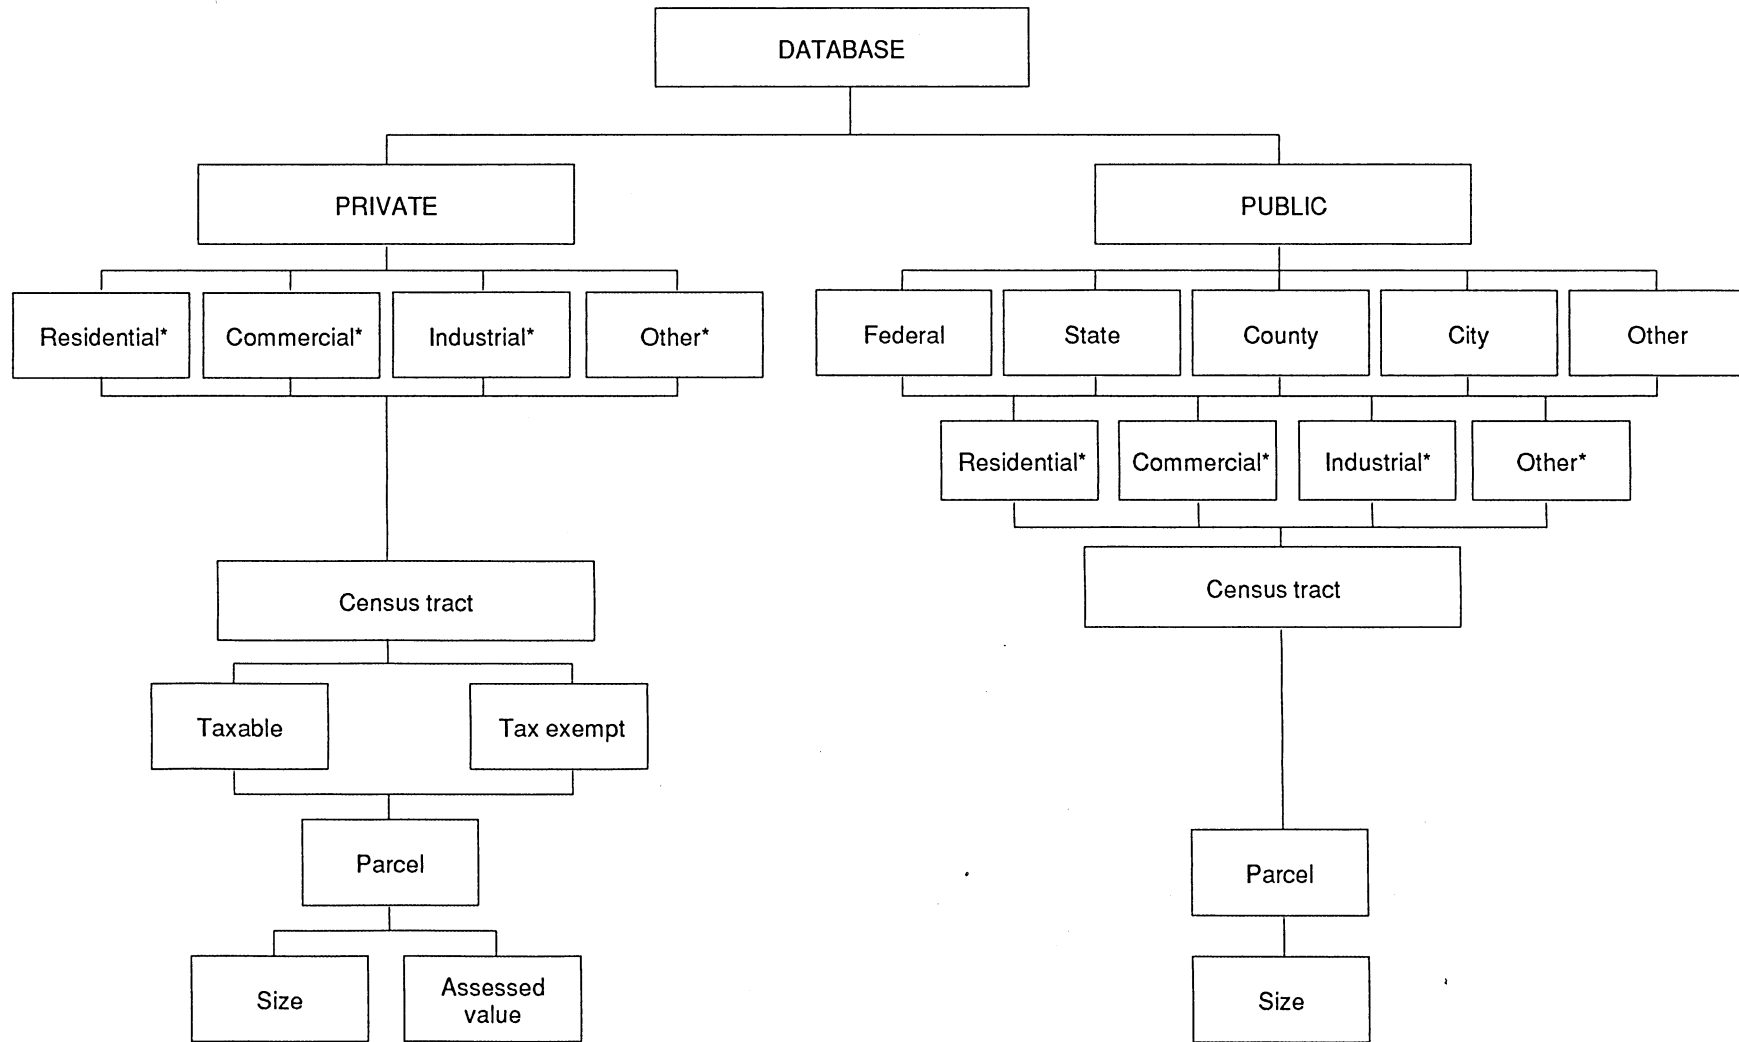 DATABASE
PRIVATE
PUBLIC
Residential*
Commercial*
Industrial*
Other*
Federal
State
County
City
Other
Residential*
Commercial*
Industrial*
Other*
Census tract
Census tract
Taxable
Tax exempt
Parcel
Parcel
Size
Assessed
value
Size